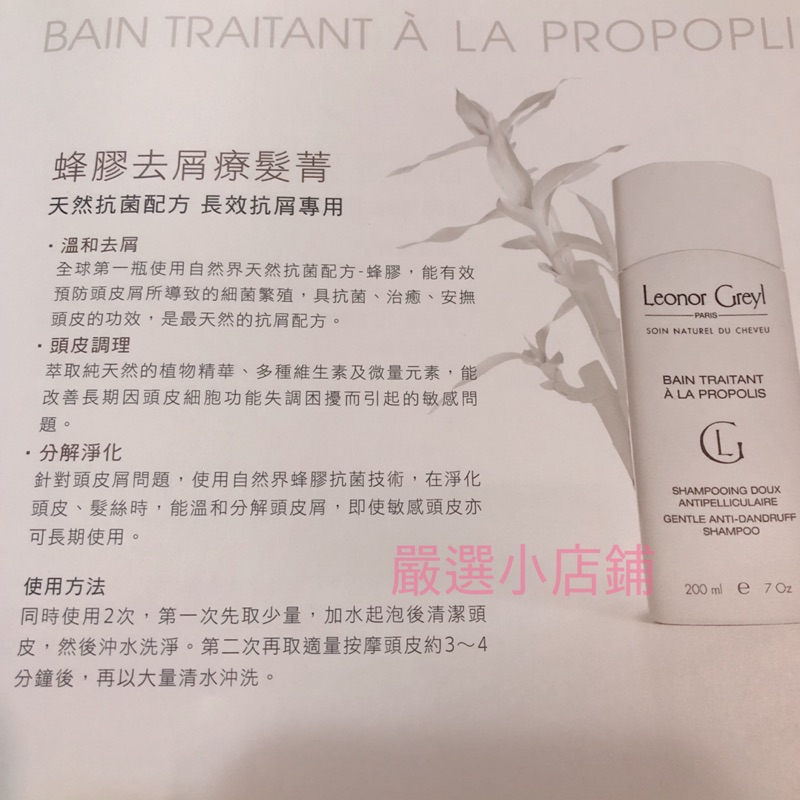 BAIN TRAITANT À LA PROPOPLI
蜂膠去屑療髮菁
天然抗菌配方 長效抗屑專用
・溫和去屑
全球第一瓶使用自然界天然抗菌配方-蜂膠，能有效
預防頭皮屑所導致的細菌繁殖，具抗菌、治癒、安撫
頭皮的功效，是最天然的抗屑配方。
・頭皮調理
萃取純天然的植物精華、多種維生素及微量元素，能
改善長期因頭皮細胞功能失調困擾而引起的敏感問
題。
・分解淨化
針對頭皮屑問題，使用自然界蜂膠抗菌技術，在淨化
頭皮、髮絲時，能溫和分解頭皮屑，即使敏感頭皮亦
可長期使用。
使用方法
同時使用2次，第一次先取少量，加水起泡後清潔頭
皮，然後沖水洗淨。第二次再取適量按摩頭皮約3～4
分鐘後，再以大量清水沖洗。
Leonor Greyl
PARIS
SOIN NATUREL DU CHEVEU
BAIN TRAITANT
À LA PROPOLIS
LG
SHAMPOOING DOUX
ANTIPELLICULAIRE
GENTLE ANTI-DANDRUFF
SHAMPOO
200 ml e 7 Oz
嚴選小店鋪